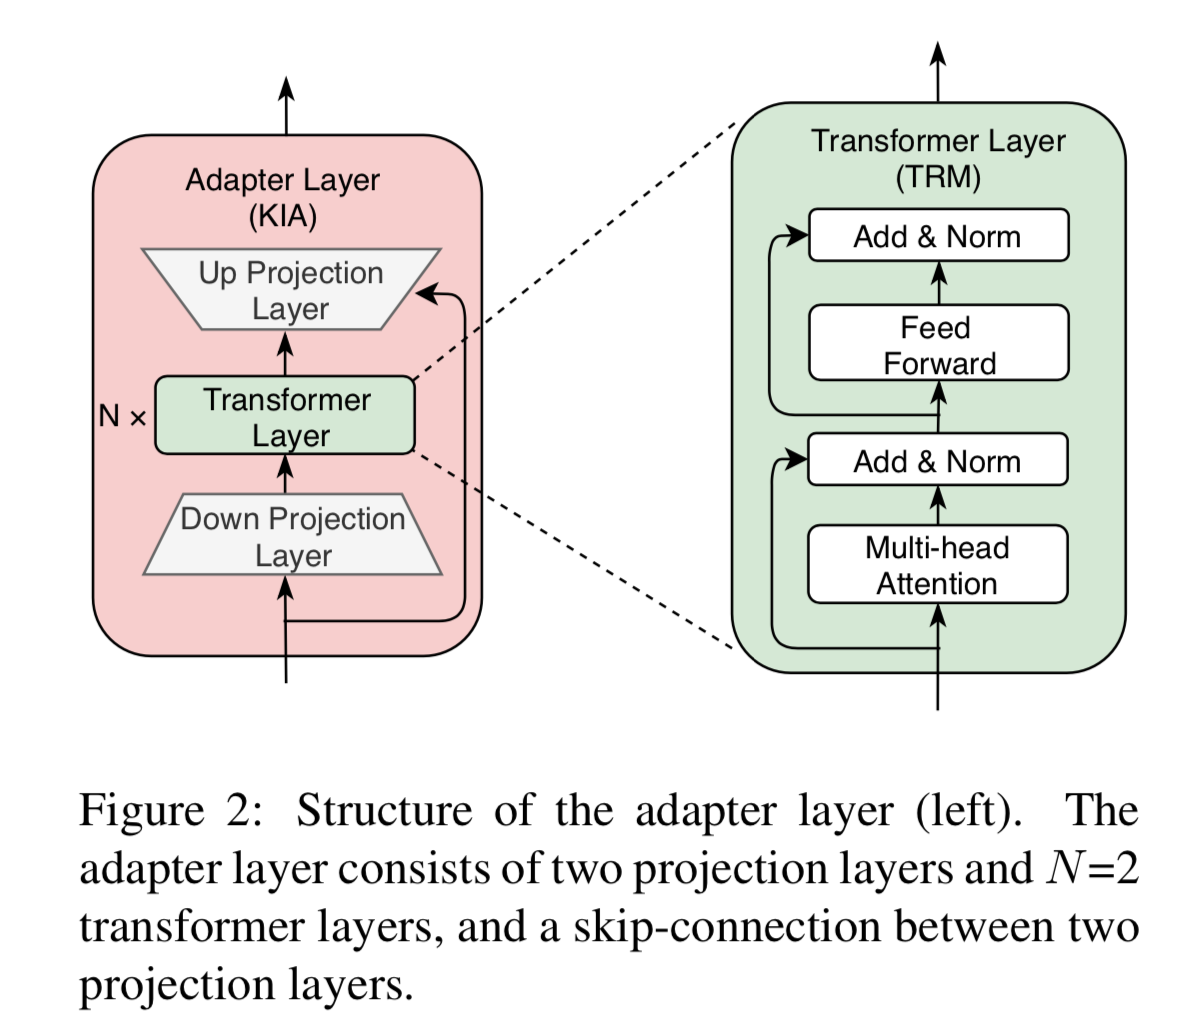 Adapter Layer
(KIA)
Up Projection
Layer
N ×
Transformer
Layer
Down Projection
Layer
Transformer Layer
(TRM)
Add & Norm
Feed
Forward
Add & Norm
Multi-head
Attention
Figure 2: Structure of the adapter layer (left). The
adapter layer consists of two projection layers and N=2
transformer layers, and a skip-connection between two
projection layers.